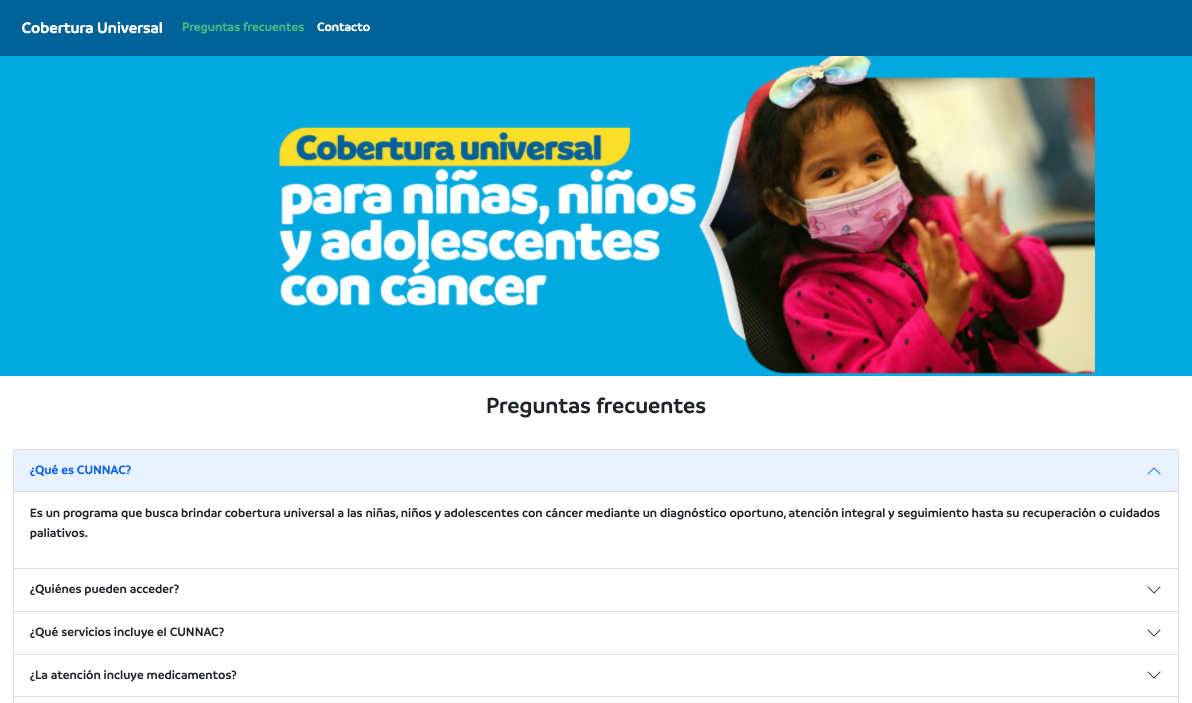 Cobertura Universal Preguntas frecuentes Contacto
Cobertura universal
para niñas, niños
y adolescentes
con cáncer
Preguntas frecuentes
¿Qué es CUNNAC?
Es un programa que busca brindar cobertura universal a las niñas, niños y adolescentes con cáncer mediante un diagnóstico oportuno, atención integral y seguimiento hasta su recuperación o cuidados
paliativos.
¿Quiénes pueden acceder?
¿Qué servicios incluye el CUNNAC?
¿La atención incluye medicamentos?